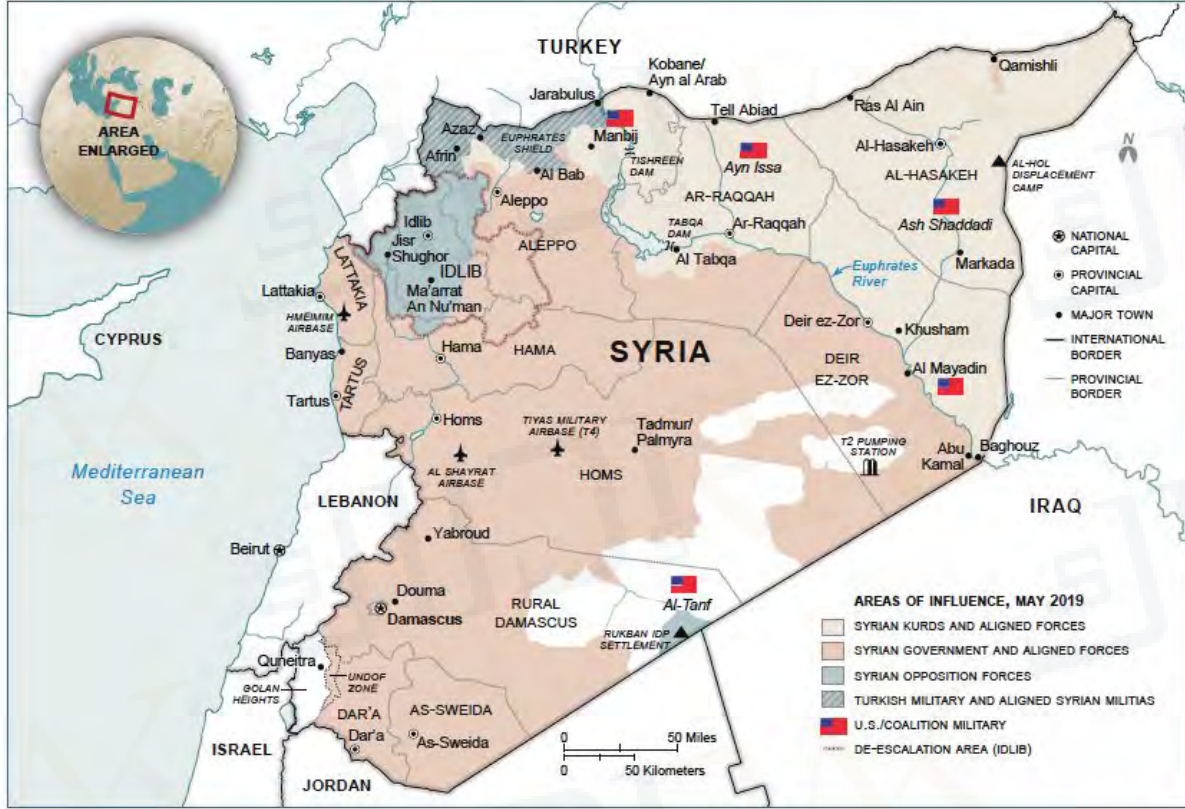 TURKEY
Kobane/
Ayn al Arab
Qamishli
Jarabulus
Ras Al Ain
Tell Abiad
AREA
ENLARGED
Azaz
EUPHRATES
SHIELD
Manbij
Afrin
Al Bab
TISHREEN
DAM
Ayn Issa
Al-Hasakeh
AL-HASAKEH
N
AL-HOL
DISPLACEMENT
CAMP
Aleppo
AR-RAQQAH
Ar-Raqqah
Ash Shaddadi
Idlib
Jisr
Shughor
ALEPPO
TABQA
DAM
Al Tabqa
Markada
IDLIB
Ma'arrat
An Nu'man
LATTAKIA
Lattakia
HMEIMIM
AIRBASE
Euphrates
River
NATIONAL
CAPITAL
PROVINCIAL
CAPITAL
MAJOR TOWN
INTERNATIONAL
BORDER
PROVINCIAL
BORDER
CYPRUS
Banyas
Hama
HAMA
SYRIA
Deir ez-Zor
Khusham
DEIR
EZ-ZOR
Al Mayadin
TARTUS
Tartus
Homs
TIYAS MILITARY
AIRBASE (T4)
Tadmur/
Palmyra
T2 PUMPING
STATION
Abu
Kamal
Baghouz
AL SHAYRAT
AIRBASE
HOMS
Mediterranean
Sea
LEBANON
IRAQ
Yabroud
Beirut
Douma
Damascus
RURAL
DAMASCUS
Al-Tanf
RUKBAN IDP
SETTLEMENT
Quneitra
GOLAN
HEIGHTS
UNDOF
ZONE
DAR'A
AS-SWEIDA
Dar'a
As-Sweida
ISRAEL
JORDAN
0 50 Miles
0 50 Kilometers
AREAS OF INFLUENCE, MAY 2019
SYRIAN KURDS AND ALIGNED FORCES
SYRIAN GOVERNMENT AND ALIGNED FORCES
SYRIAN OPPOSITION FORCES
TURKISH MILITARY AND ALIGNED SYRIAN MILITIAS
U.S./COALITION MILITARY
DE-ESCALATION AREA (IDLIB)